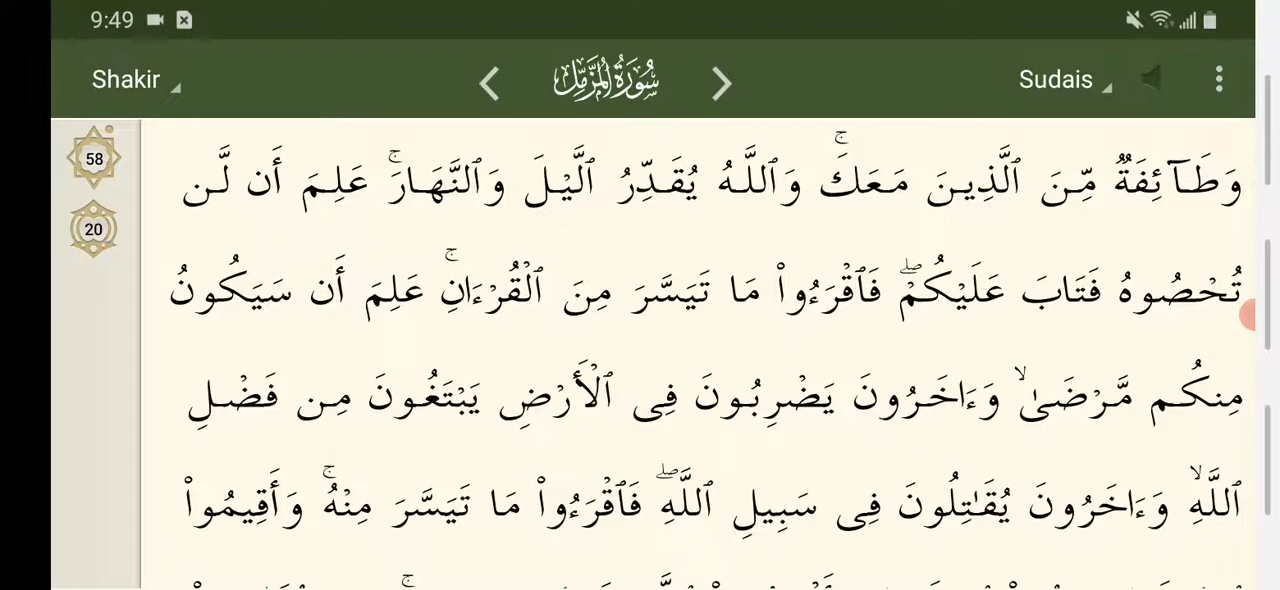 9:49
Shakir
سُورَةُ المُزَّمِّلِ
Sudais
58
وَطَآئِفَةٌ مِّنَ ٱلَّذِينَ مَعَكَ ۚ وَٱللَّهُ يُقَدِّرُ ٱلَّيْلَ وَٱلنَّهَارَ ۚ عَلِمَ أَن لَّن
20
تُحْصُوهُ فَتَابَ عَلَيْكُمْ ۖ فَٱقْرَءُوا۟ مَا تَيَسَّرَ مِنَ ٱلْقُرْءَانِ ۚ عَلِمَ أَن سَيَكُونُ
مِنكُم مَّرْضَىٰ ۙ وَءَاخَرُونَ يَضْرِبُونَ فِى ٱلْأَرْضِ يَبْتَغُونَ مِن فَضْلِ
ٱللَّهِ ۙ وَءَاخَرُونَ يُقَـٰتِلُونَ فِى سَبِيلِ ٱللَّهِ ۖ فَٱقْرَءُوا۟ مَا تَيَسَّرَ مِنْهُ ۚ وَأَقِيمُوا۟